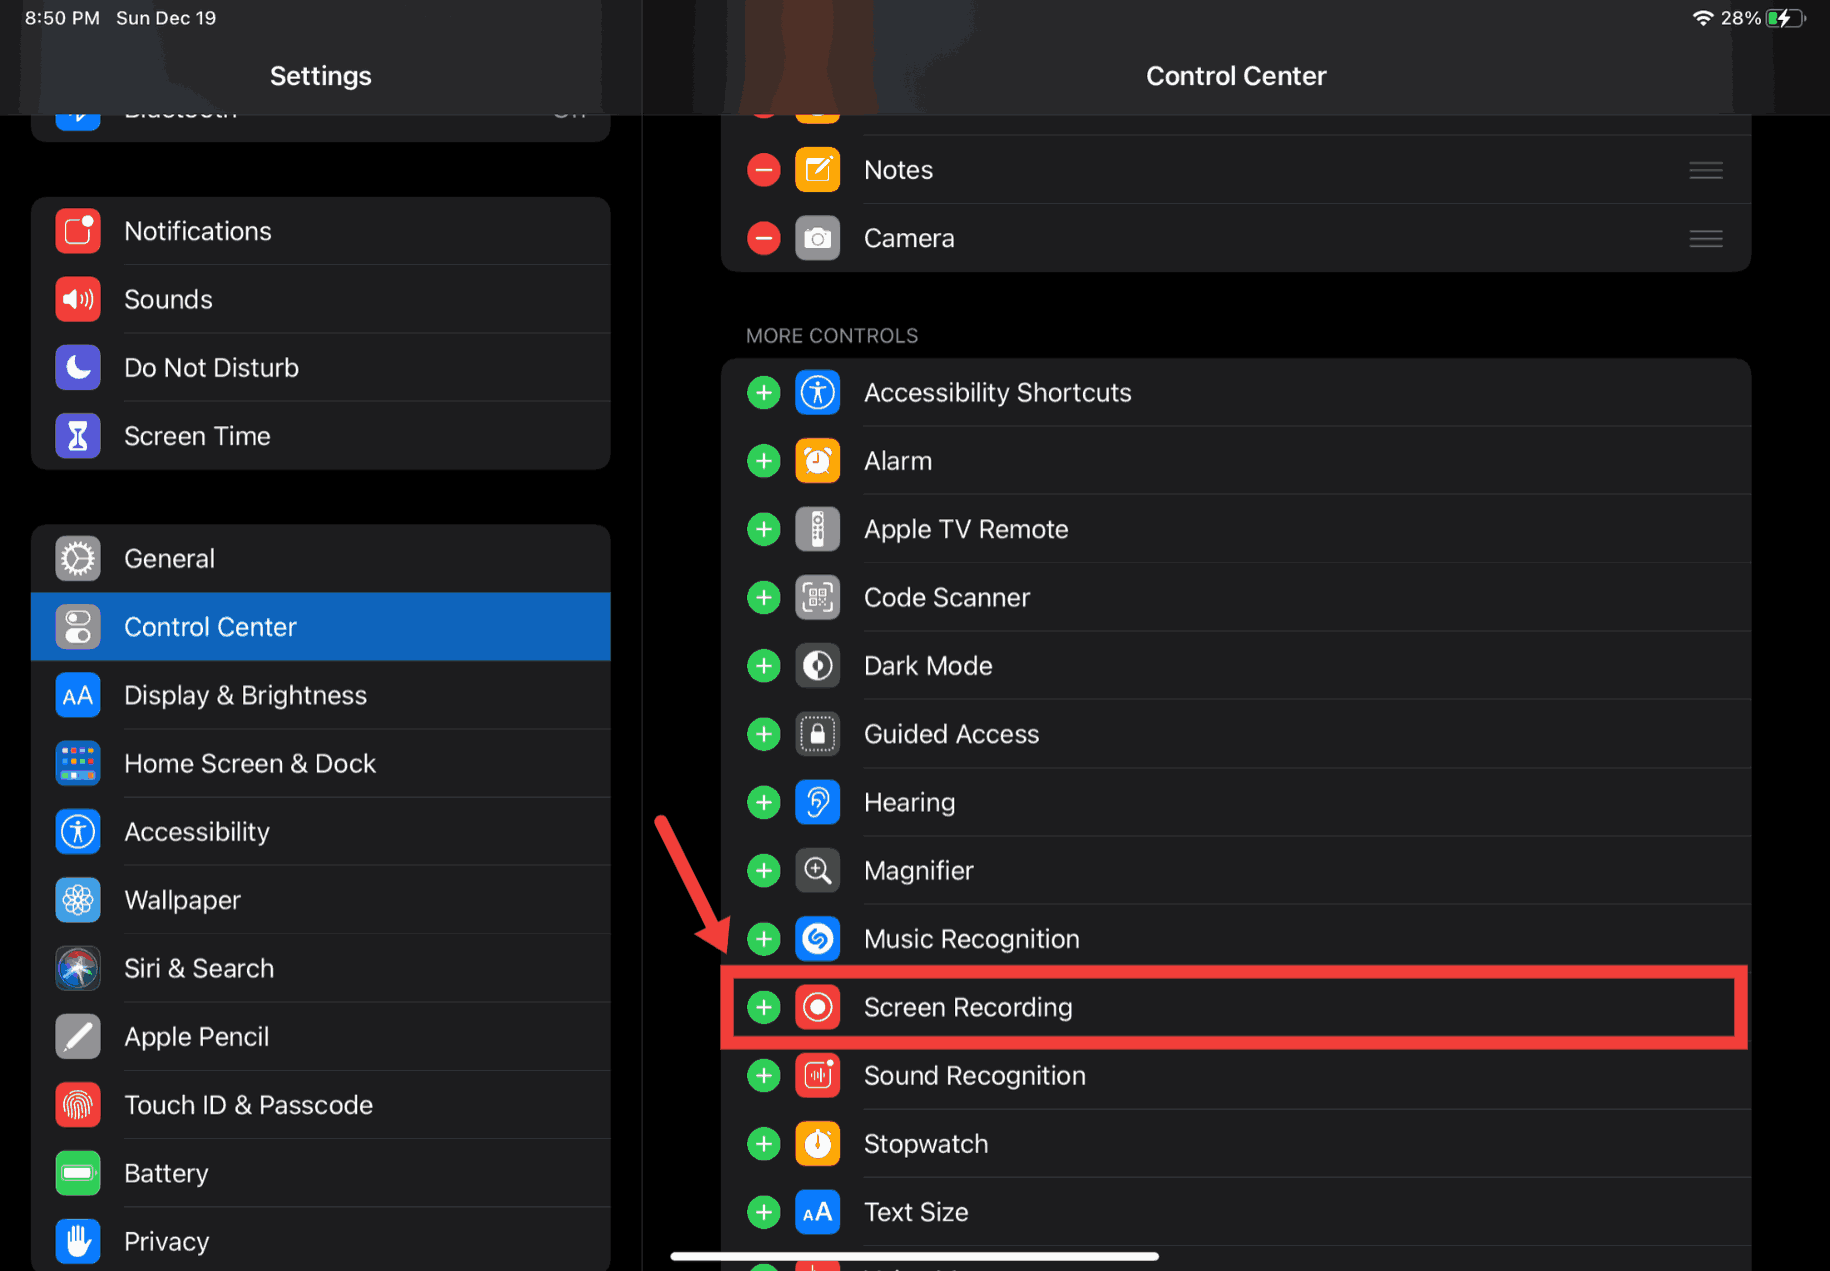 8:50 PM Sun Dec 19
28%
Settings
Bluetooth
Notifications
Sounds
Do Not Disturb
Screen Time
General
Control Center
AA Display & Brightness
Home Screen & Dock
Accessibility
Wallpaper
Siri & Search
Apple Pencil
Touch ID & Passcode
Battery
Privacy
Control Center
Notes
Camera
MORE CONTROLS
Accessibility Shortcuts
Alarm
Apple TV Remote
Code Scanner
Dark Mode
Guided Access
Hearing
Magnifier
Music Recognition
Screen Recording
Sound Recognition
Stopwatch
AA Text Size